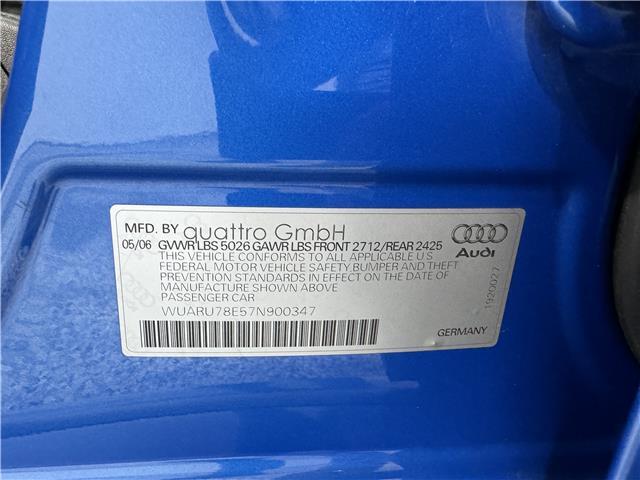 MFD. BY quattro GmbH
05/06 GVWR LBS 5026 GAWR LBS FRONT 2712/REAR 2425
THIS VEHICLE CONFORMS TO ALL APPLICABLE U.S.
FEDERAL MOTOR VEHICLE SAFETY, BUMPER AND THEFT
PREVENTION STANDARDS IN EFFECT ON THE DATE OF
MANUFACTURE SHOWN ABOVE
PASSENGER CAR
WUARU78E57N900347
Audi
1920027
GERMANY